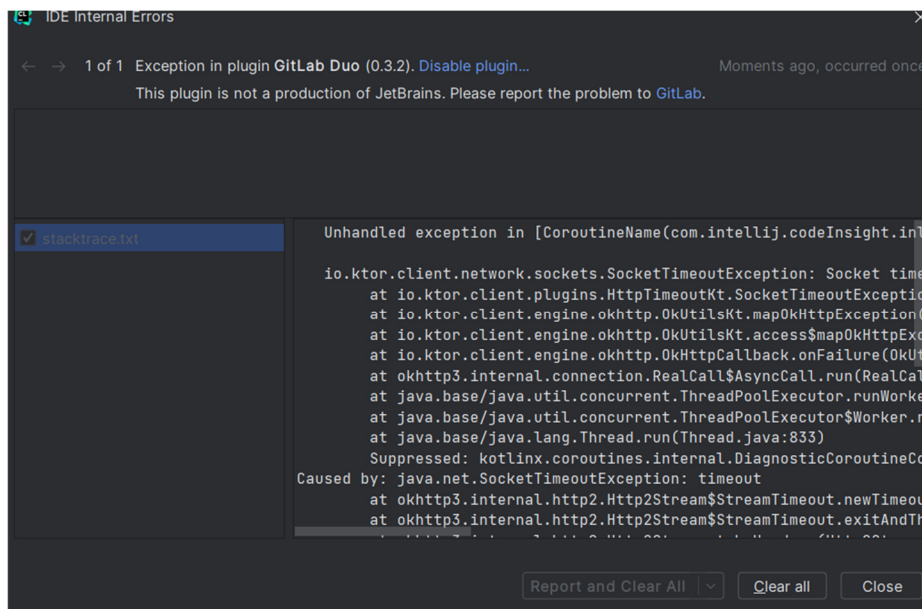 CL IDE Internal Errors
← → 1 of 1 Exception in plugin GitLab Duo (0.3.2). Disable plugin... Moments ago, occurred once
This plugin is not a production of JetBrains. Please report the problem to GitLab.
stacktrace.txt
Unhandled exception in [CoroutineName(com.intellij.codeInsight.inl
io.ktor.client.network.sockets.SocketTimeoutException: Socket time
at io.ktor.client.plugins.HttpTimeoutKt.SocketTimeoutExceptio
at io.ktor.client.engine.okhttp.OkUtilsKt.mapOkHttpException(
at io.ktor.client.engine.okhttp.OkUtilsKt.access$mapOkHttpExc
at io.ktor.client.engine.okhttp.OkHttpCallback.onFailure(OkUt
at okhttp3.internal.connection.RealCall$AsyncCall.run(RealCal
at java.base/java.util.concurrent.ThreadPoolExecutor.runWorke
at java.base/java.util.concurrent.ThreadPoolExecutor$Worker.r
at java.base/java.lang.Thread.run(Thread.java:833)
Suppressed: kotlinx.coroutines.internal.DiagnosticCoroutineCo
Caused by: java.net.SocketTimeoutException: timeout
at okhttp3.internal.http2.Http2Stream$StreamTimeout.newTimeou
at okhttp3.internal.http2.Http2Stream$StreamTimeout.exitAndTh
Report and Clear All Clear all Close